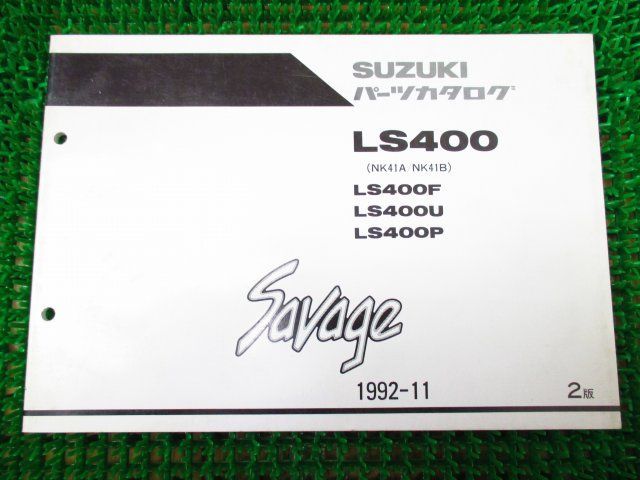 SUZUKI
パーツカタログ
LS400
(NK41A/NK41B)
LS400F
LS400U
LS400P
Savage
1992-11
2版